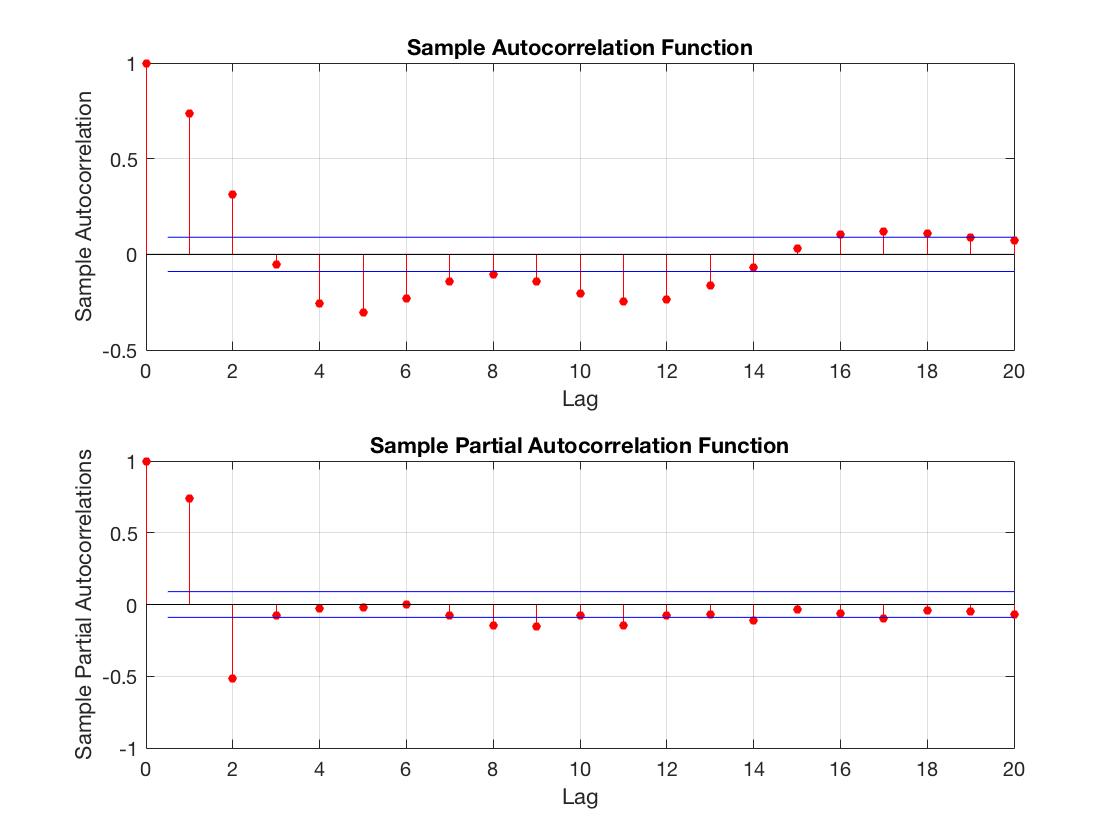 Sample Autocorrelation Function
Sample Autocorrelation
1
0.5
0
-0.5
0 2 4 6 8 10 12 14 16 18 20
Lag
Sample Partial Autocorrelation Function
Sample Partial Autocorrelations
1
0.5
0
-0.5
-1
0 2 4 6 8 10 12 14 16 18 20
Lag